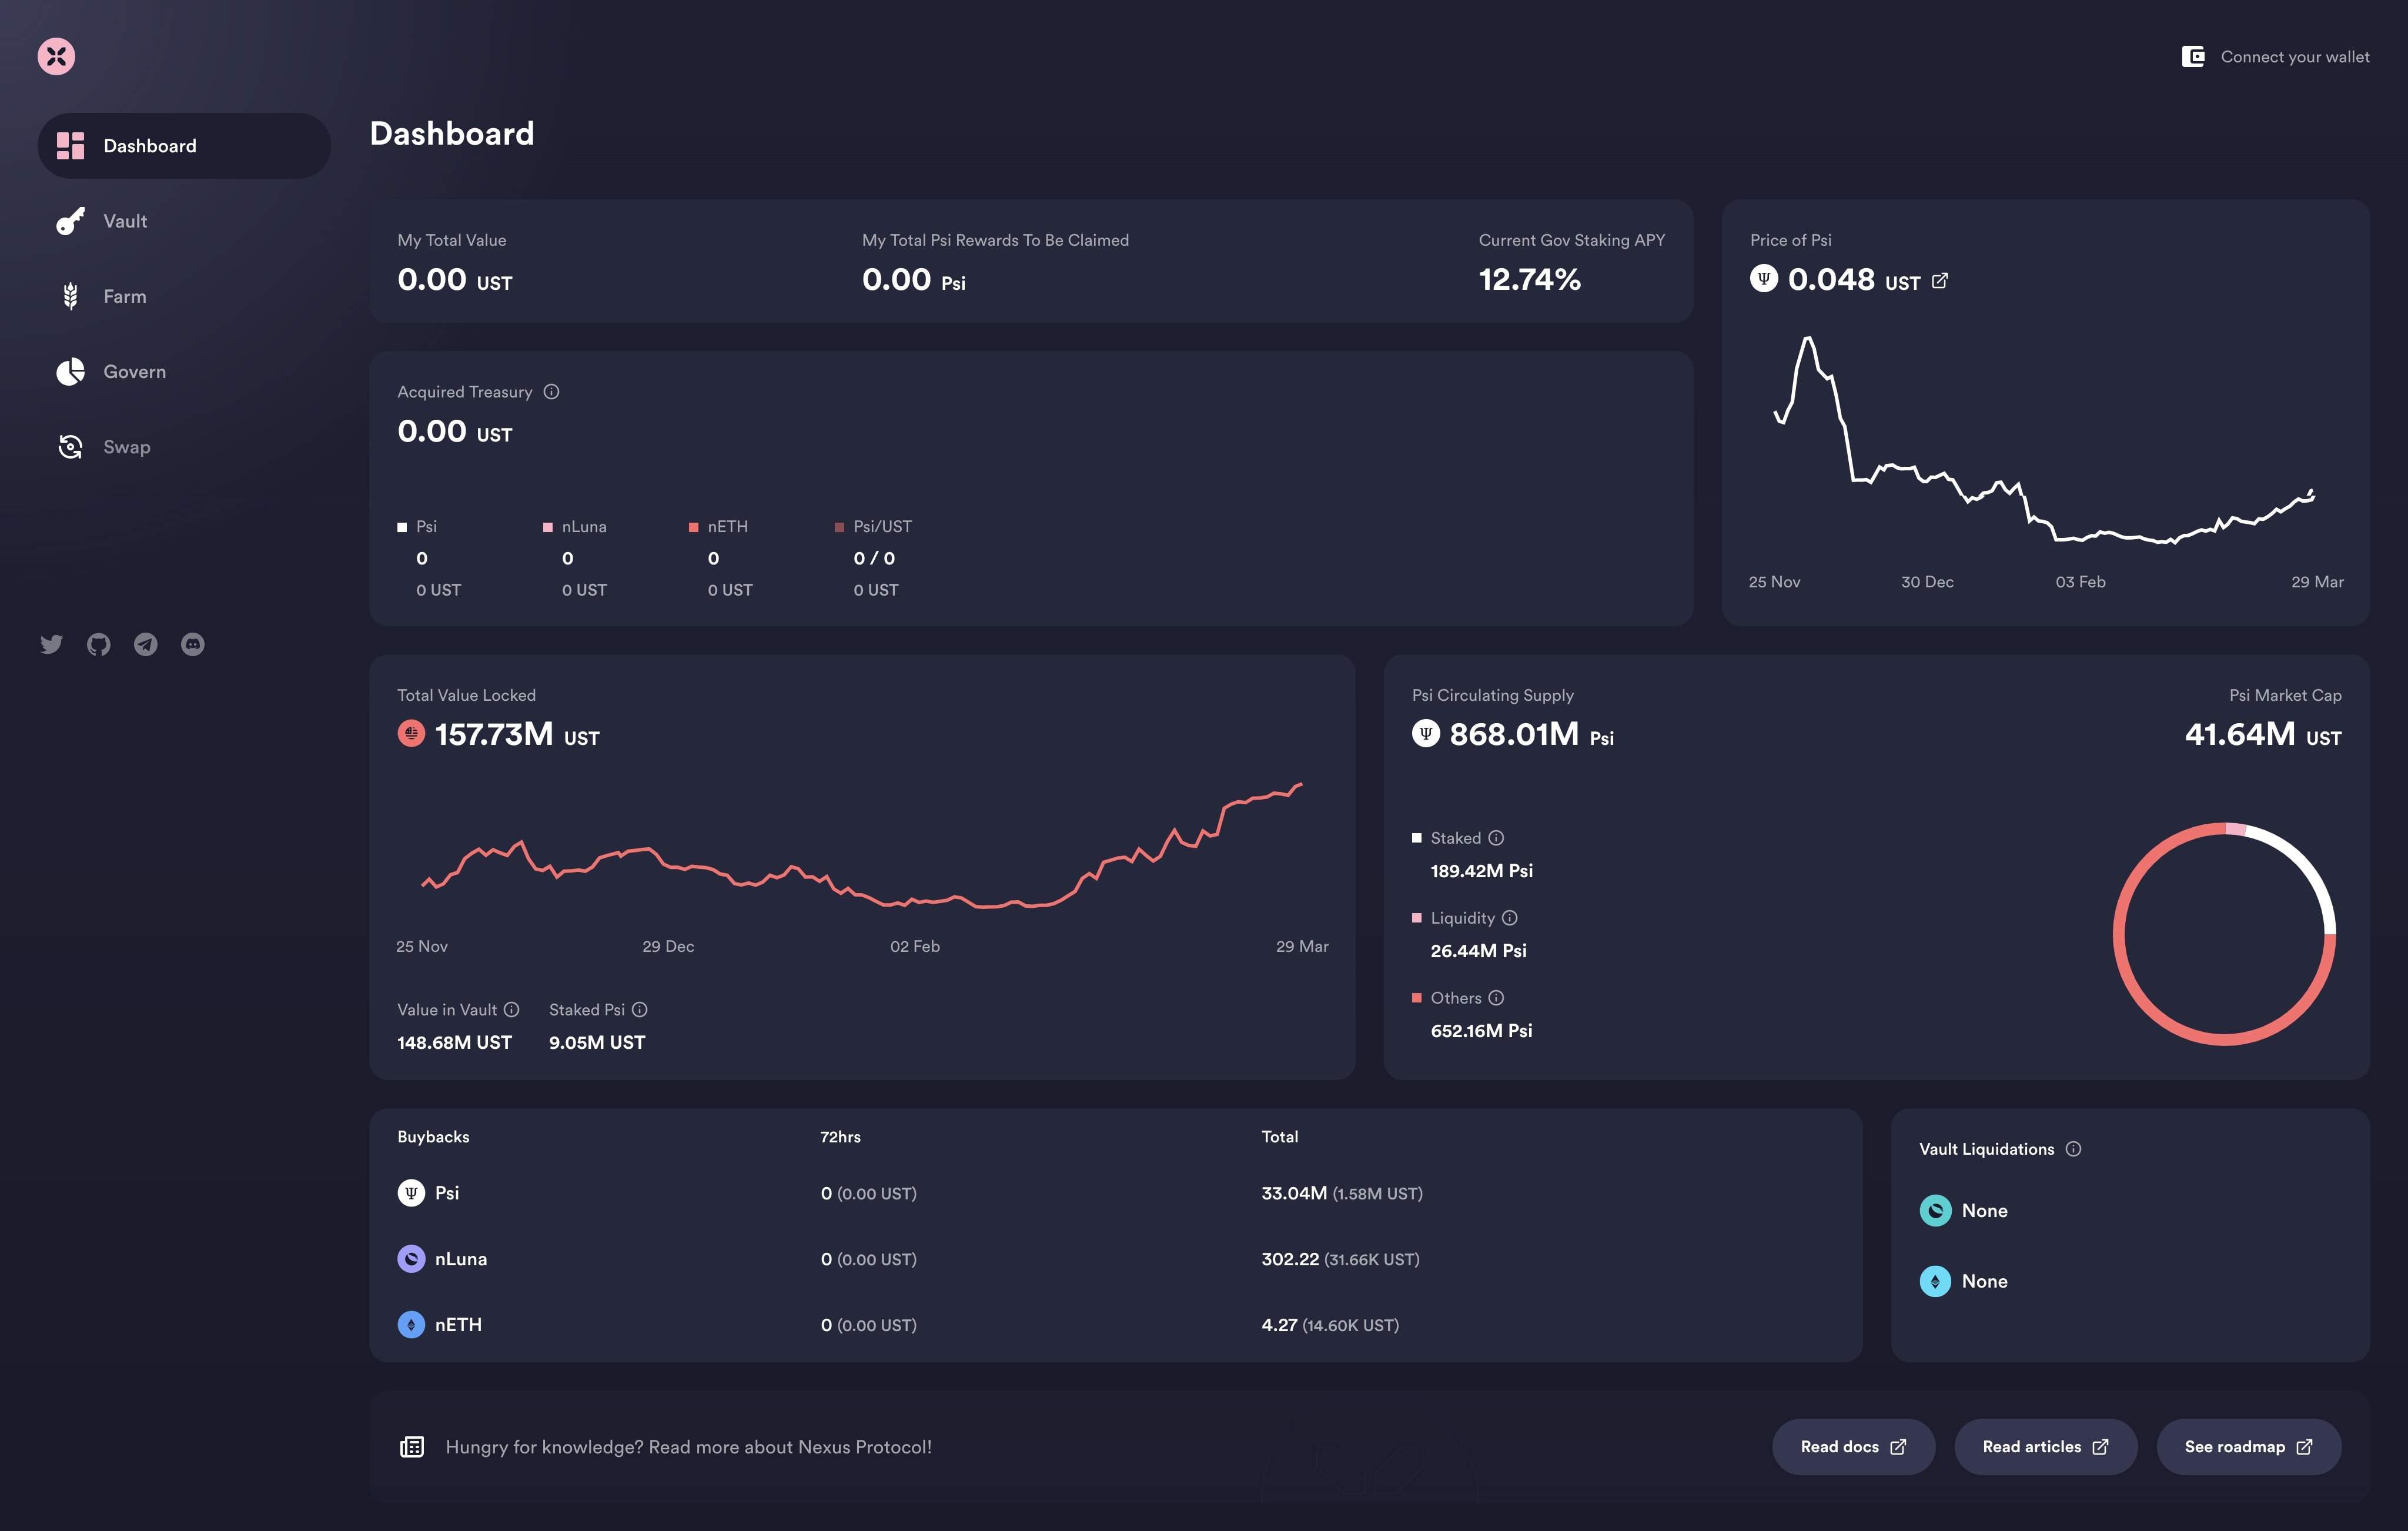 Connect your wallet
Dashboard
Vault
Farm
Govern
Swap
Dashboard
My Total Value
0.00 UST
My Total Psi Rewards To Be Claimed
0.00 Psi
Current Gov Staking APY
12.74%
Price of Psi
0.048 UST
25 Nov 30 Dec 03 Feb 29 Mar
Acquired Treasury
0.00 UST
Psi
0
0 UST
nLuna
0
0 UST
nETH
0
0 UST
Psi/UST
0 / 0
0 UST
Total Value Locked
157.73M UST
25 Nov 29 Dec 02 Feb 29 Mar
Value in Vault
148.68M UST
Staked Psi
9.05M UST
Psi Circulating Supply
868.01M Psi
Psi Market Cap
41.64M UST
Staked
189.42M Psi
Liquidity
26.44M Psi
Others
652.16M Psi
Buybacks 72hrs Total
Psi 0 (0.00 UST) 33.04M (1.58M UST)
nLuna 0 (0.00 UST) 302.22 (31.66K UST)
nETH 0 (0.00 UST) 4.27 (14.60K UST)
Vault Liquidations
None
None
Hungry for knowledge? Read more about Nexus Protocol!
Read docs
Read articles
See roadmap